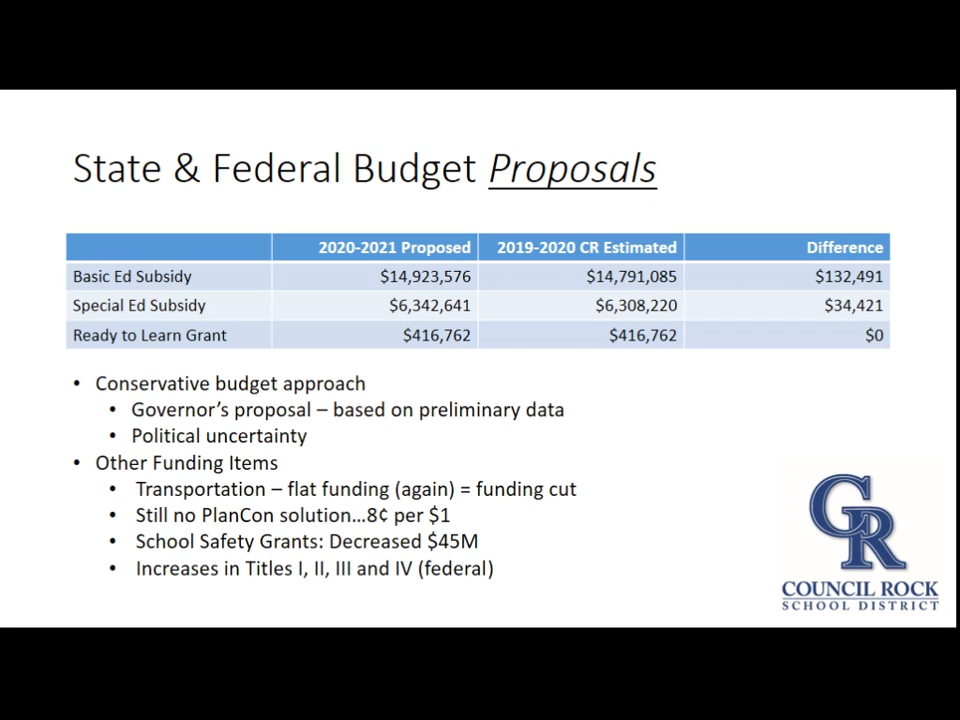 State & Federal Budget Proposals
2020-2021 Proposed 2019-2020 CR Estimated Difference
Basic Ed Subsidy $14,923,576 $14,791,085 $132,491
Special Ed Subsidy $6,342,641 $6,308,220 $34,421
Ready to Learn Grant $416,762 $416,762 $0
• Conservative budget approach
• Governor’s proposal – based on preliminary data
• Political uncertainty
• Other Funding Items
• Transportation – flat funding (again) = funding cut
• Still no PlanCon solution…8¢ per $1
• School Safety Grants: Decreased $45M
• Increases in Titles I, II, III and IV (federal)
CR
COUNCIL ROCK
SCHOOL DISTRICT